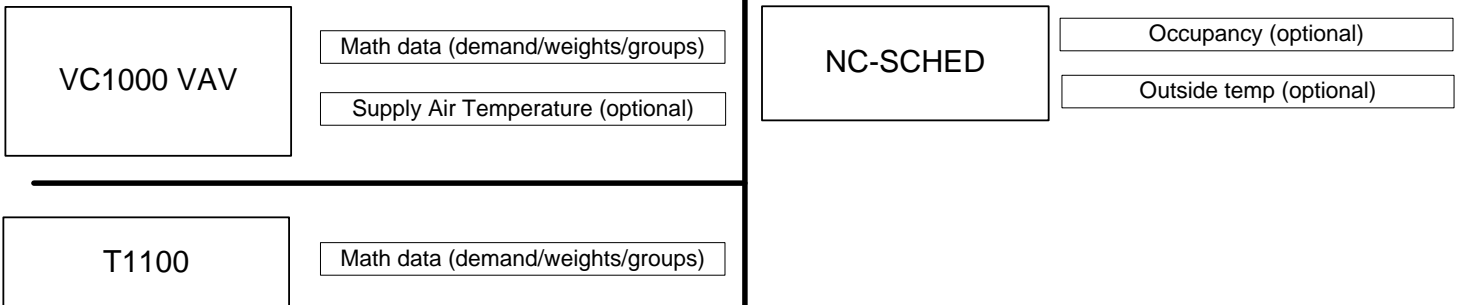 VC1000 VAV
Math data (demand/weights/groups)
Supply Air Temperature (optional)
NC-SCHED
Occupancy (optional)
Outside temp (optional)
T1100
Math data (demand/weights/groups)